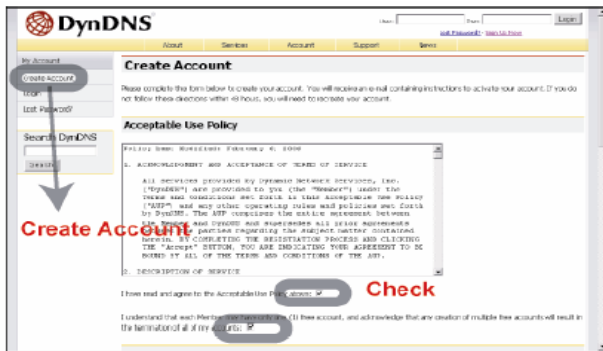 DynDNS
User:
Pass:
Login
Lost Password? - Sign Up Now
About Services Account Support News
My Account
Create Account
Login
Lost Password?
Search DynDNS
Search
Create Account
Please complete the form below to create your account. You will receive an e-mail containing instructions to activate your account. If you do
not follow these directions within 48 hours, you will need to recreate your account.
Acceptable Use Policy
Policy Last Modified: February 6, 2006
1. ACKNOWLEDGMENT AND ACCEPTANCE OF TERMS OF SERVICE
All services provided by Dynamic Network Services, Inc.
("DynDNS") are provided to you (the "Member") under the
Terms and Conditions set forth in this Acceptable Use Policy
("AUP") and any other operating rules and policies set forth
by DynDNS. The AUP comprises the entire agreement between
the Member and DynDNS and supersedes all prior agreements
between the parties regarding the subject matter contained
herein. BY COMPLETING THE REGISTRATION PROCESS AND CLICKING
THE "Accept" BUTTON, YOU ARE INDICATING YOUR AGREEMENT TO BE
BOUND BY ALL OF THE TERMS AND CONDITIONS OF THE AUP.
2. DESCRIPTION OF SERVICE
Create Account
I have read and agree to the Acceptable Use Policy above:
Check
I understand that each Member may have only one (1) free account, and acknowledge that any creation of multiple free accounts will result in
the termination of all of my accounts: